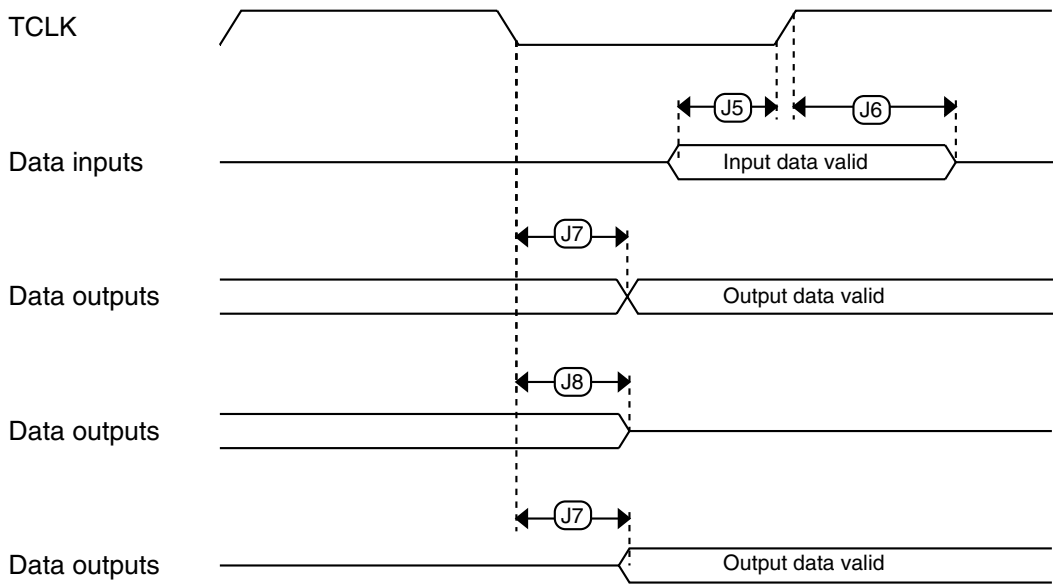 TCLK
J5
J6
Data inputs
Input data valid
J7
Data outputs
Output data valid
J8
Data outputs
J7
Data outputs
Output data valid